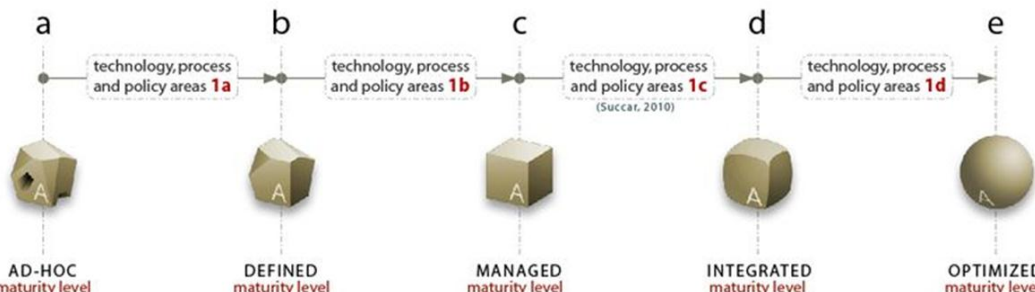 a b c d e
technology, process
and policy areas 1a
technology, process
and policy areas 1b
technology, process
and policy areas 1c
(Succar, 2010)
technology, process
and policy areas 1d
A A A A A
AD-HOC
maturity level
DEFINED
maturity level
MANAGED
maturity level
INTEGRATED
maturity level
OPTIMIZED
maturity level